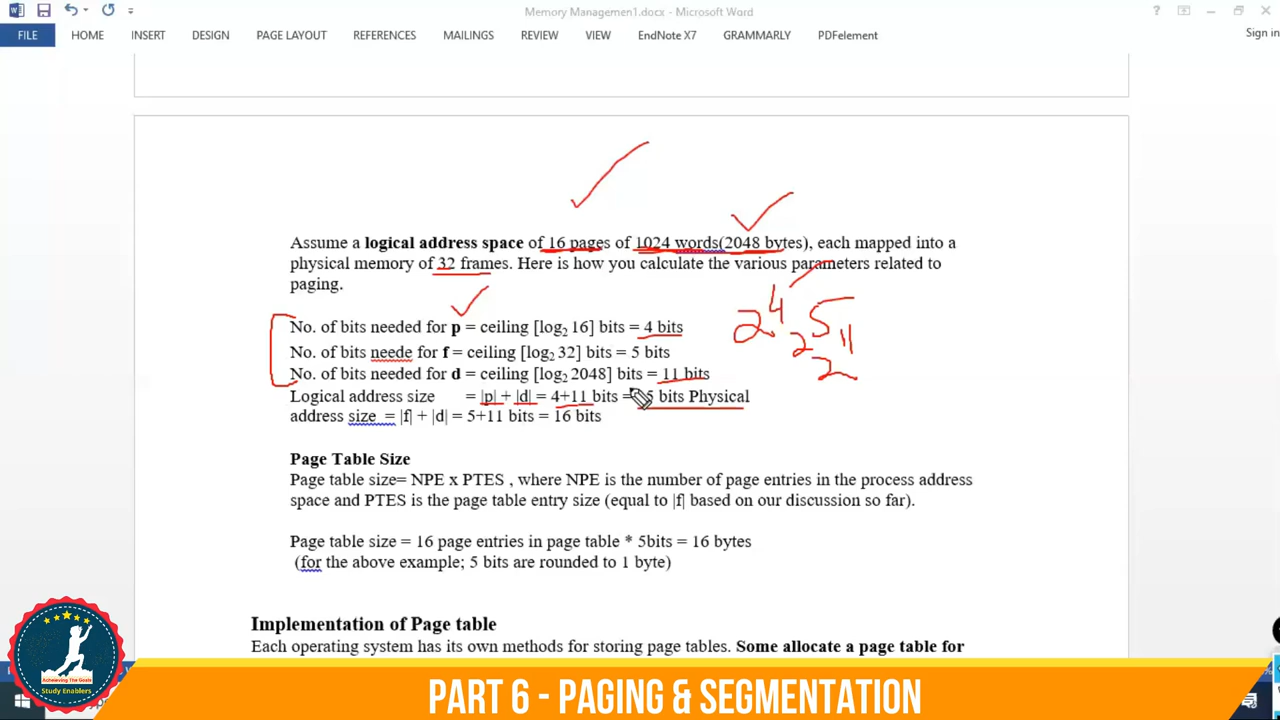 Memory Managemen1.docx - Microsoft Word
FILE HOME INSERT DESIGN PAGE LAYOUT REFERENCES MAILINGS REVIEW VIEW EndNote X7 GRAMMARLY PDFelement Sign in
Assume a logical address space of 16 pages of 1024 words(2048 bytes), each mapped into a
physical memory of 32 frames. Here is how you calculate the various parameters related to
paging.
No. of bits needed for p = ceiling [log2 16] bits = 4 bits
No. of bits neede for f = ceiling [log2 32] bits = 5 bits
No. of bits needed for d = ceiling [log2 2048] bits = 11 bits
Logical address size = |p| + |d| = 4+11 bits = 5 bits Physical
address size = |f| + |d| = 5+11 bits = 16 bits
2 4
2 5
2 11
Page Table Size
Page table size= NPE x PTES , where NPE is the number of page entries in the process address
space and PTES is the page table entry size (equal to |f| based on our discussion so far).
Page table size = 16 page entries in page table * 5bits = 16 bytes
(for the above example; 5 bits are rounded to 1 byte)
Implementation of Page table
Each operating system has its own methods for storing page tables. Some allocate a page table for
Achieveing The Goals
Study Enablers
PART 6 - PAGING & SEGMENTATION